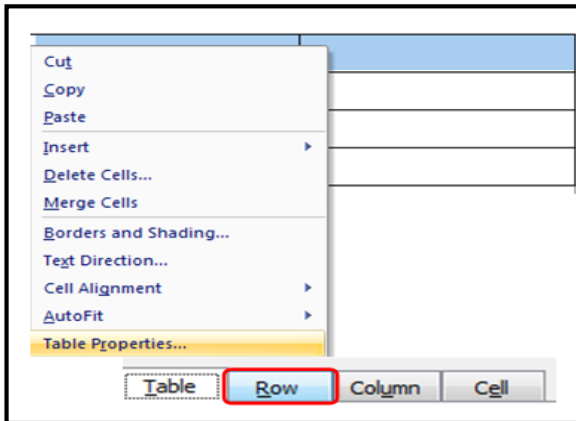 Cut
Copy
Paste
Insert
Delete Cells...
Merge Cells
Borders and Shading...
Text Direction...
Cell Alignment
AutoFit
Table Properties...
Table Row Column Cell